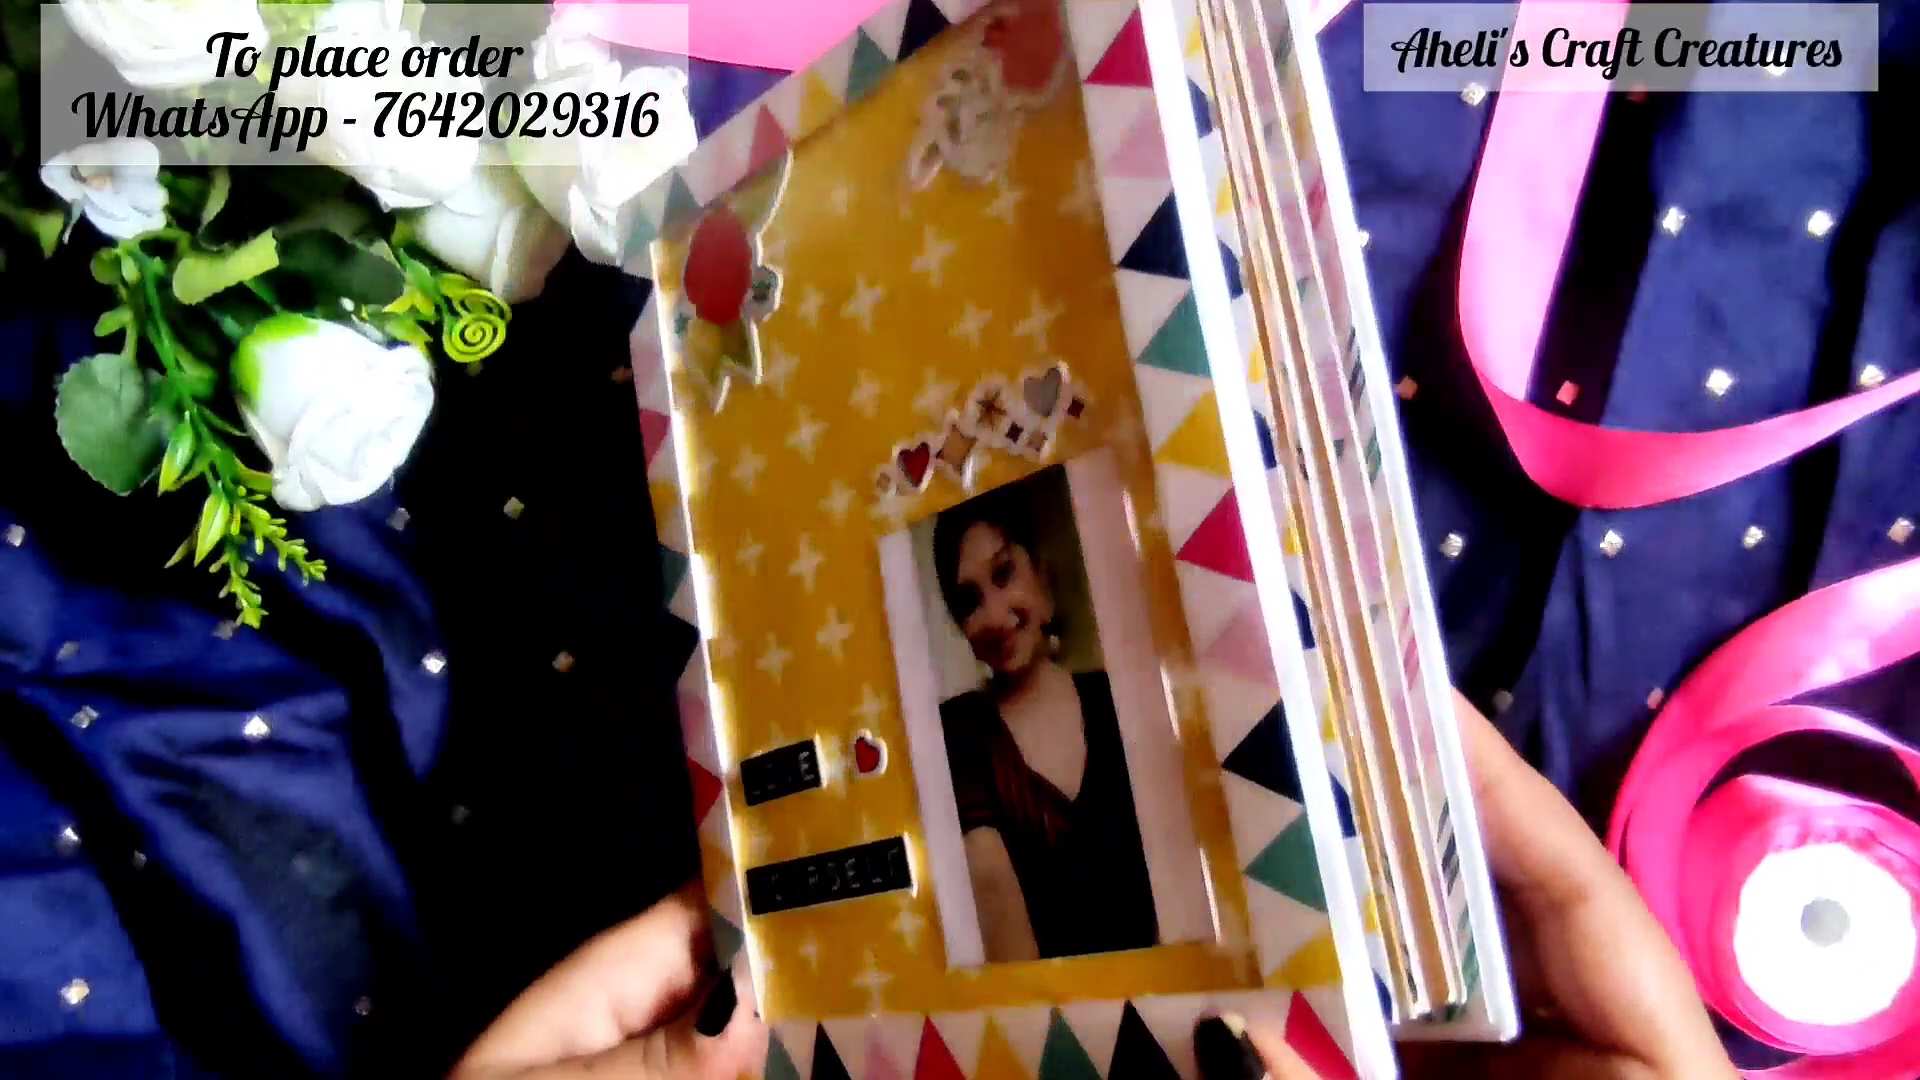 To place order
WhatsApp - 7642029316
Aheli's Craft Creatures